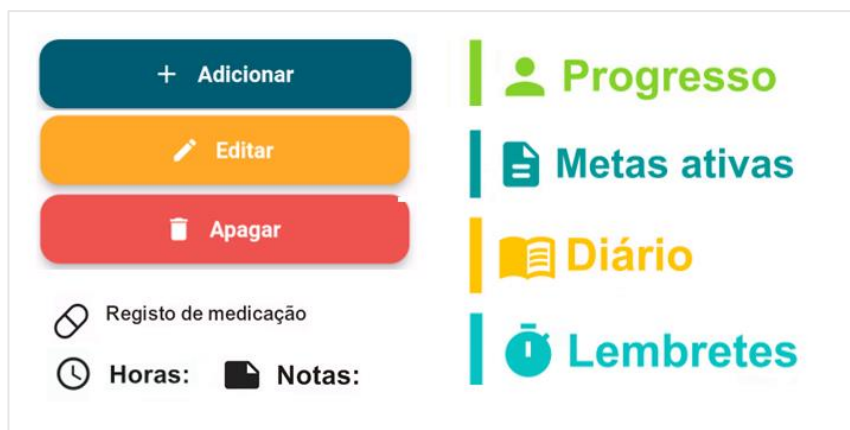 Adicionar
Editar
Apagar
Registo de medicação
Horas: Notas:
Progresso
Metas ativas
Diário
Lembretes